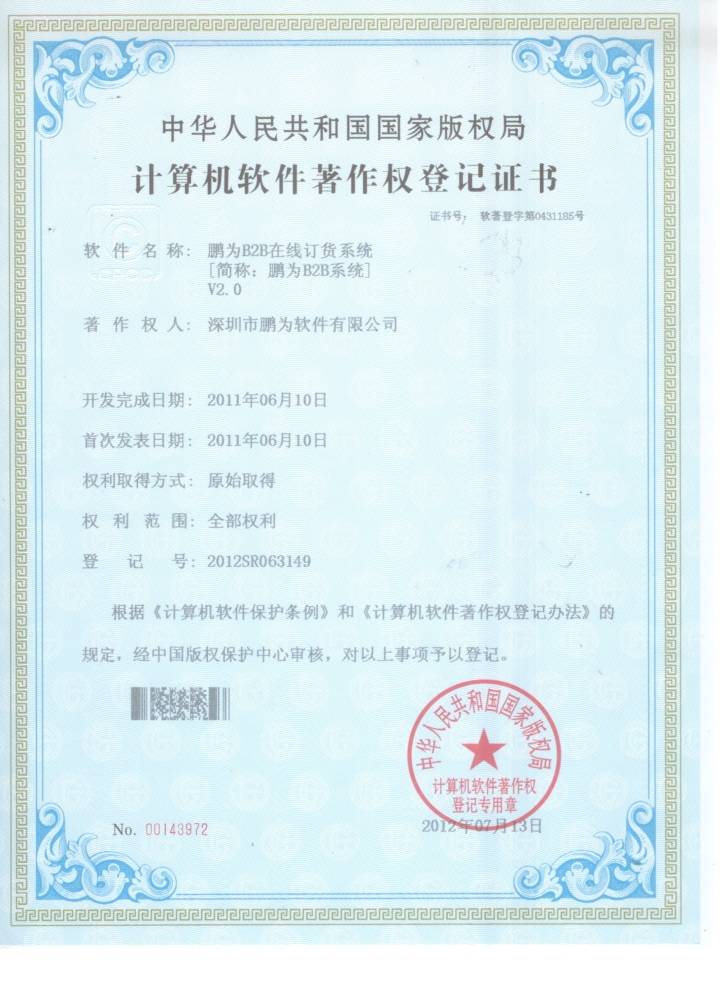 中华人民共和国国家版权局
计算机软件著作权登记证书
证书号： 软著登字第0431185号
软件名称： 鹏为B2B在线订货系统
[简称：鹏为B2B系统]
V2.0
著作权人： 深圳市鹏为软件有限公司
开发完成日期： 2011年06月10日
首次发表日期： 2011年06月10日
权利取得方式： 原始取得
权利范围： 全部权利
登记号： 2012SR063149
根据《计算机软件保护条例》和《计算机软件著作权登记办法》的
规定，经中国版权保护中心审核，对以上事项予以登记。
中华人民共和国国家版权局
计算机软件著作权
登记专用章
No. 00143972
2012年07月13日